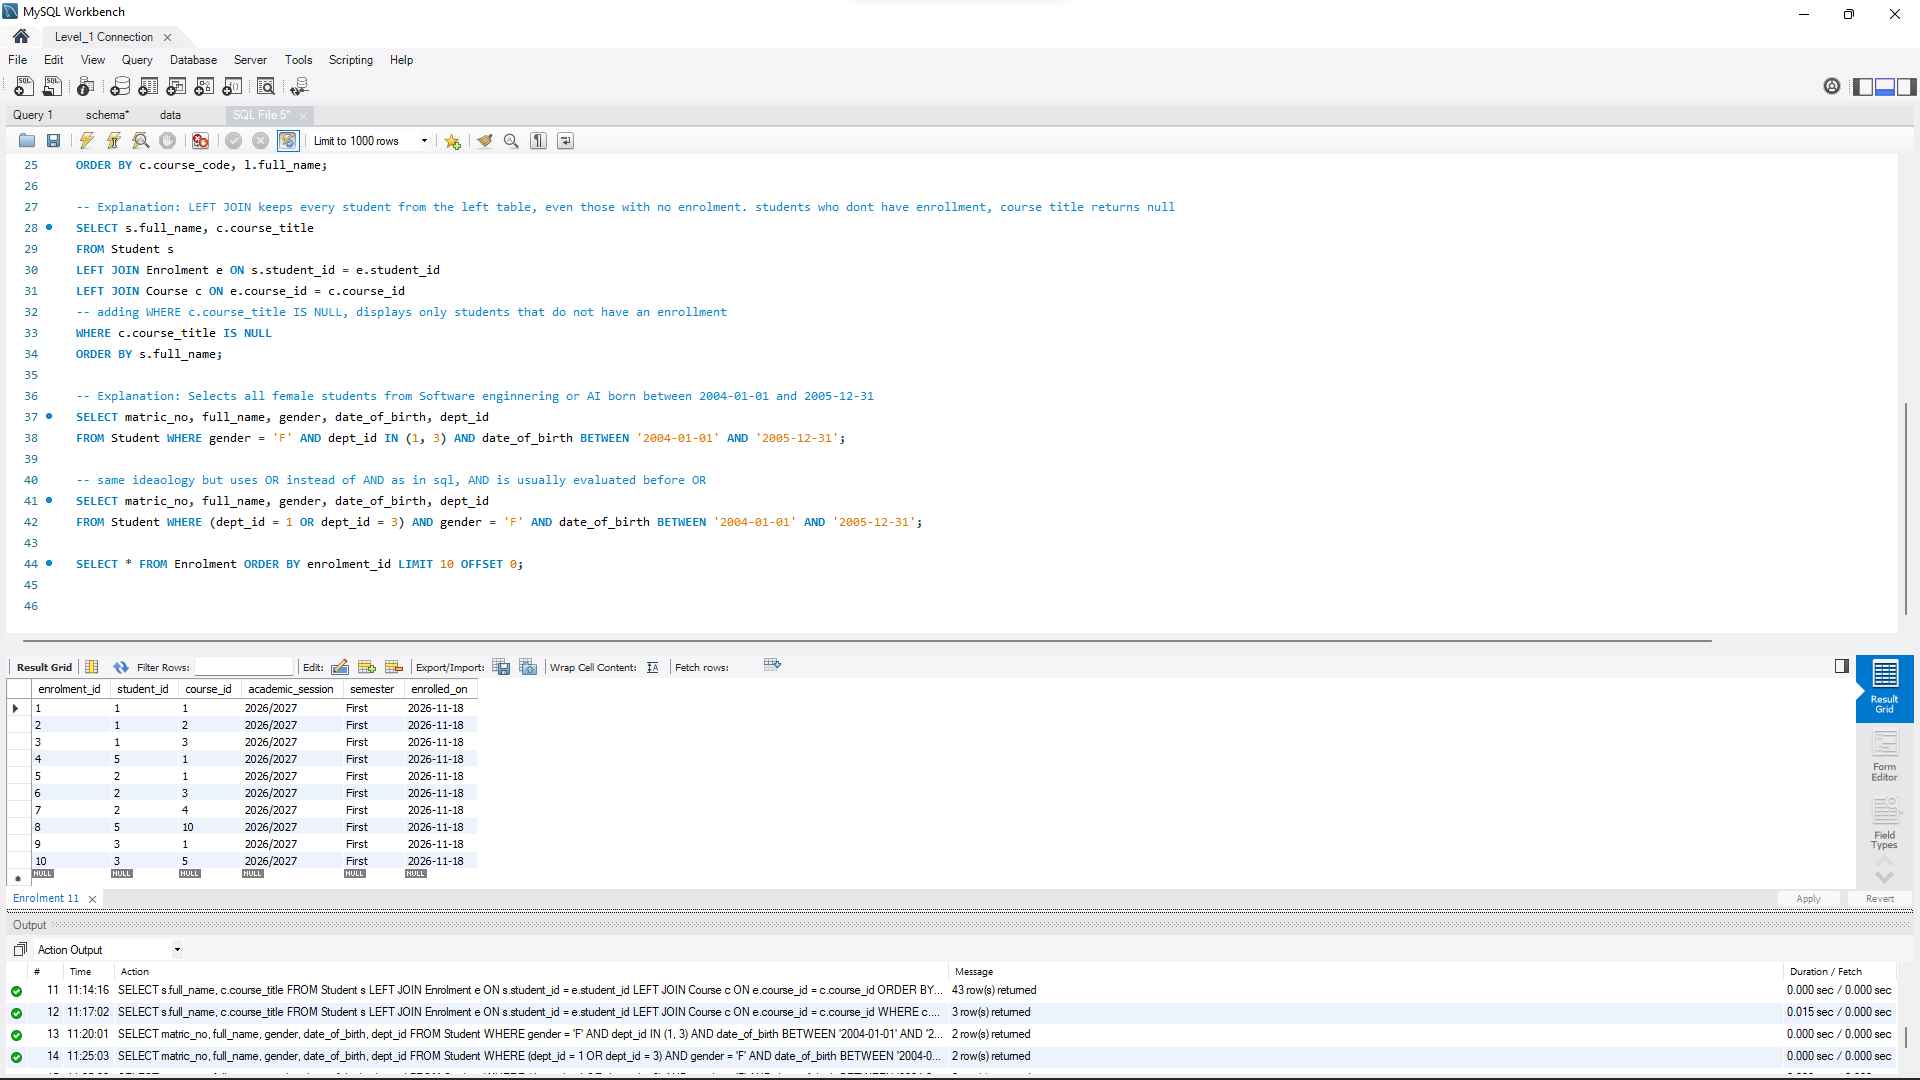 MySQL Workbench
Level_1 Connection
File Edit View Query Database Server Tools Scripting Help
Query 1 schema* data SQL File 5*
Limit to 1000 rows
25 ORDER BY c.course_code, l.full_name;
26
27 -- Explanation: LEFT JOIN keeps every student from the left table, even those with no enrolment. students who dont have enrollment, course title returns null
28 SELECT s.full_name, c.course_title
29 FROM Student s
30 LEFT JOIN Enrolment e ON s.student_id = e.student_id
31 LEFT JOIN Course c ON e.course_id = c.course_id
32 -- adding WHERE c.course_title IS NULL, displays only students that do not have an enrollment
33 WHERE c.course_title IS NULL
34 ORDER BY s.full_name;
35
36 -- Explanation: Selects all female students from Software enginnering or AI born between 2004-01-01 and 2005-12-31
37 SELECT matric_no, full_name, gender, date_of_birth, dept_id
38 FROM Student WHERE gender = 'F' AND dept_id IN (1, 3) AND date_of_birth BETWEEN '2004-01-01' AND '2005-12-31';
39
40 -- same ideaology but uses OR instead of AND as in sql, AND is usually evaluated before OR
41 SELECT matric_no, full_name, gender, date_of_birth, dept_id
42 FROM Student WHERE (dept_id = 1 OR dept_id = 3) AND gender = 'F' AND date_of_birth BETWEEN '2004-01-01' AND '2005-12-31';
43
44 SELECT * FROM Enrolment ORDER BY enrolment_id LIMIT 10 OFFSET 0;
45
46
Result Grid Filter Rows: Edit: Export/Import: Wrap Cell Content: Fetch rows:
enrolment_id student_id course_id academic_session semester enrolled_on
1 1 1 2026/2027 First 2026-11-18
2 1 2 2026/2027 First 2026-11-18
3 1 3 2026/2027 First 2026-11-18
4 5 1 2026/2027 First 2026-11-18
5 2 1 2026/2027 First 2026-11-18
6 2 3 2026/2027 First 2026-11-18
7 2 4 2026/2027 First 2026-11-18
8 5 10 2026/2027 First 2026-11-18
9 3 1 2026/2027 First 2026-11-18
10 3 5 2026/2027 First 2026-11-18
NULL NULL NULL NULL NULL NULL
Result
Grid
Form
Editor
Field
Types
Enrolment 11
Apply Revert
Output
Action Output
# Time Action Message Duration / Fetch
11 11:14:16 SELECT s.full_name, c.course_title FROM Student s LEFT JOIN Enrolment e ON s.student_id = e.student_id LEFT JOIN Course c ON e.course_id = c.course_id ORDER BY... 43 row(s) returned 0.000 sec / 0.000 sec
12 11:17:02 SELECT s.full_name, c.course_title FROM Student s LEFT JOIN Enrolment e ON s.student_id = e.student_id LEFT JOIN Course c ON e.course_id = c.course_id WHERE c.... 3 row(s) returned 0.015 sec / 0.000 sec
13 11:20:01 SELECT matric_no, full_name, gender, date_of_birth, dept_id FROM Student WHERE gender = 'F' AND dept_id IN (1, 3) AND date_of_birth BETWEEN '2004-01-01' AND '2... 2 row(s) returned 0.000 sec / 0.000 sec
14 11:25:03 SELECT matric_no, full_name, gender, date_of_birth, dept_id FROM Student WHERE (dept_id = 1 OR dept_id = 3) AND gender = 'F' AND date_of_birth BETWEEN '2004-0... 2 row(s) returned 0.000 sec / 0.000 sec